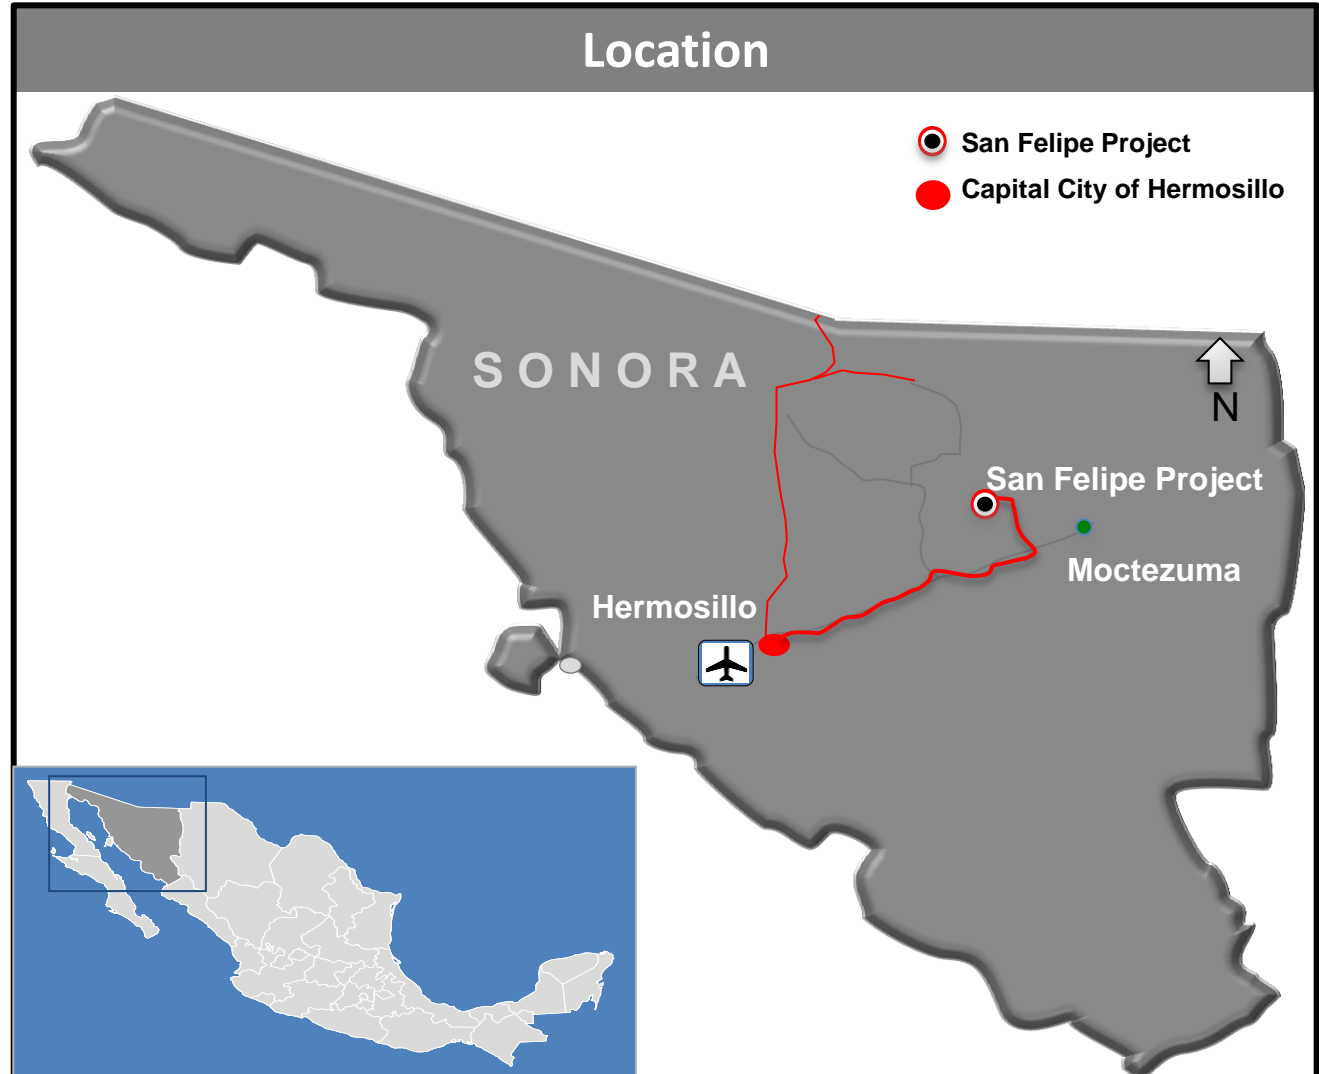 Location
San Felipe Project
Capital City of Hermosillo
SONORA
N
San Felipe Project
Moctezuma
Hermosillo